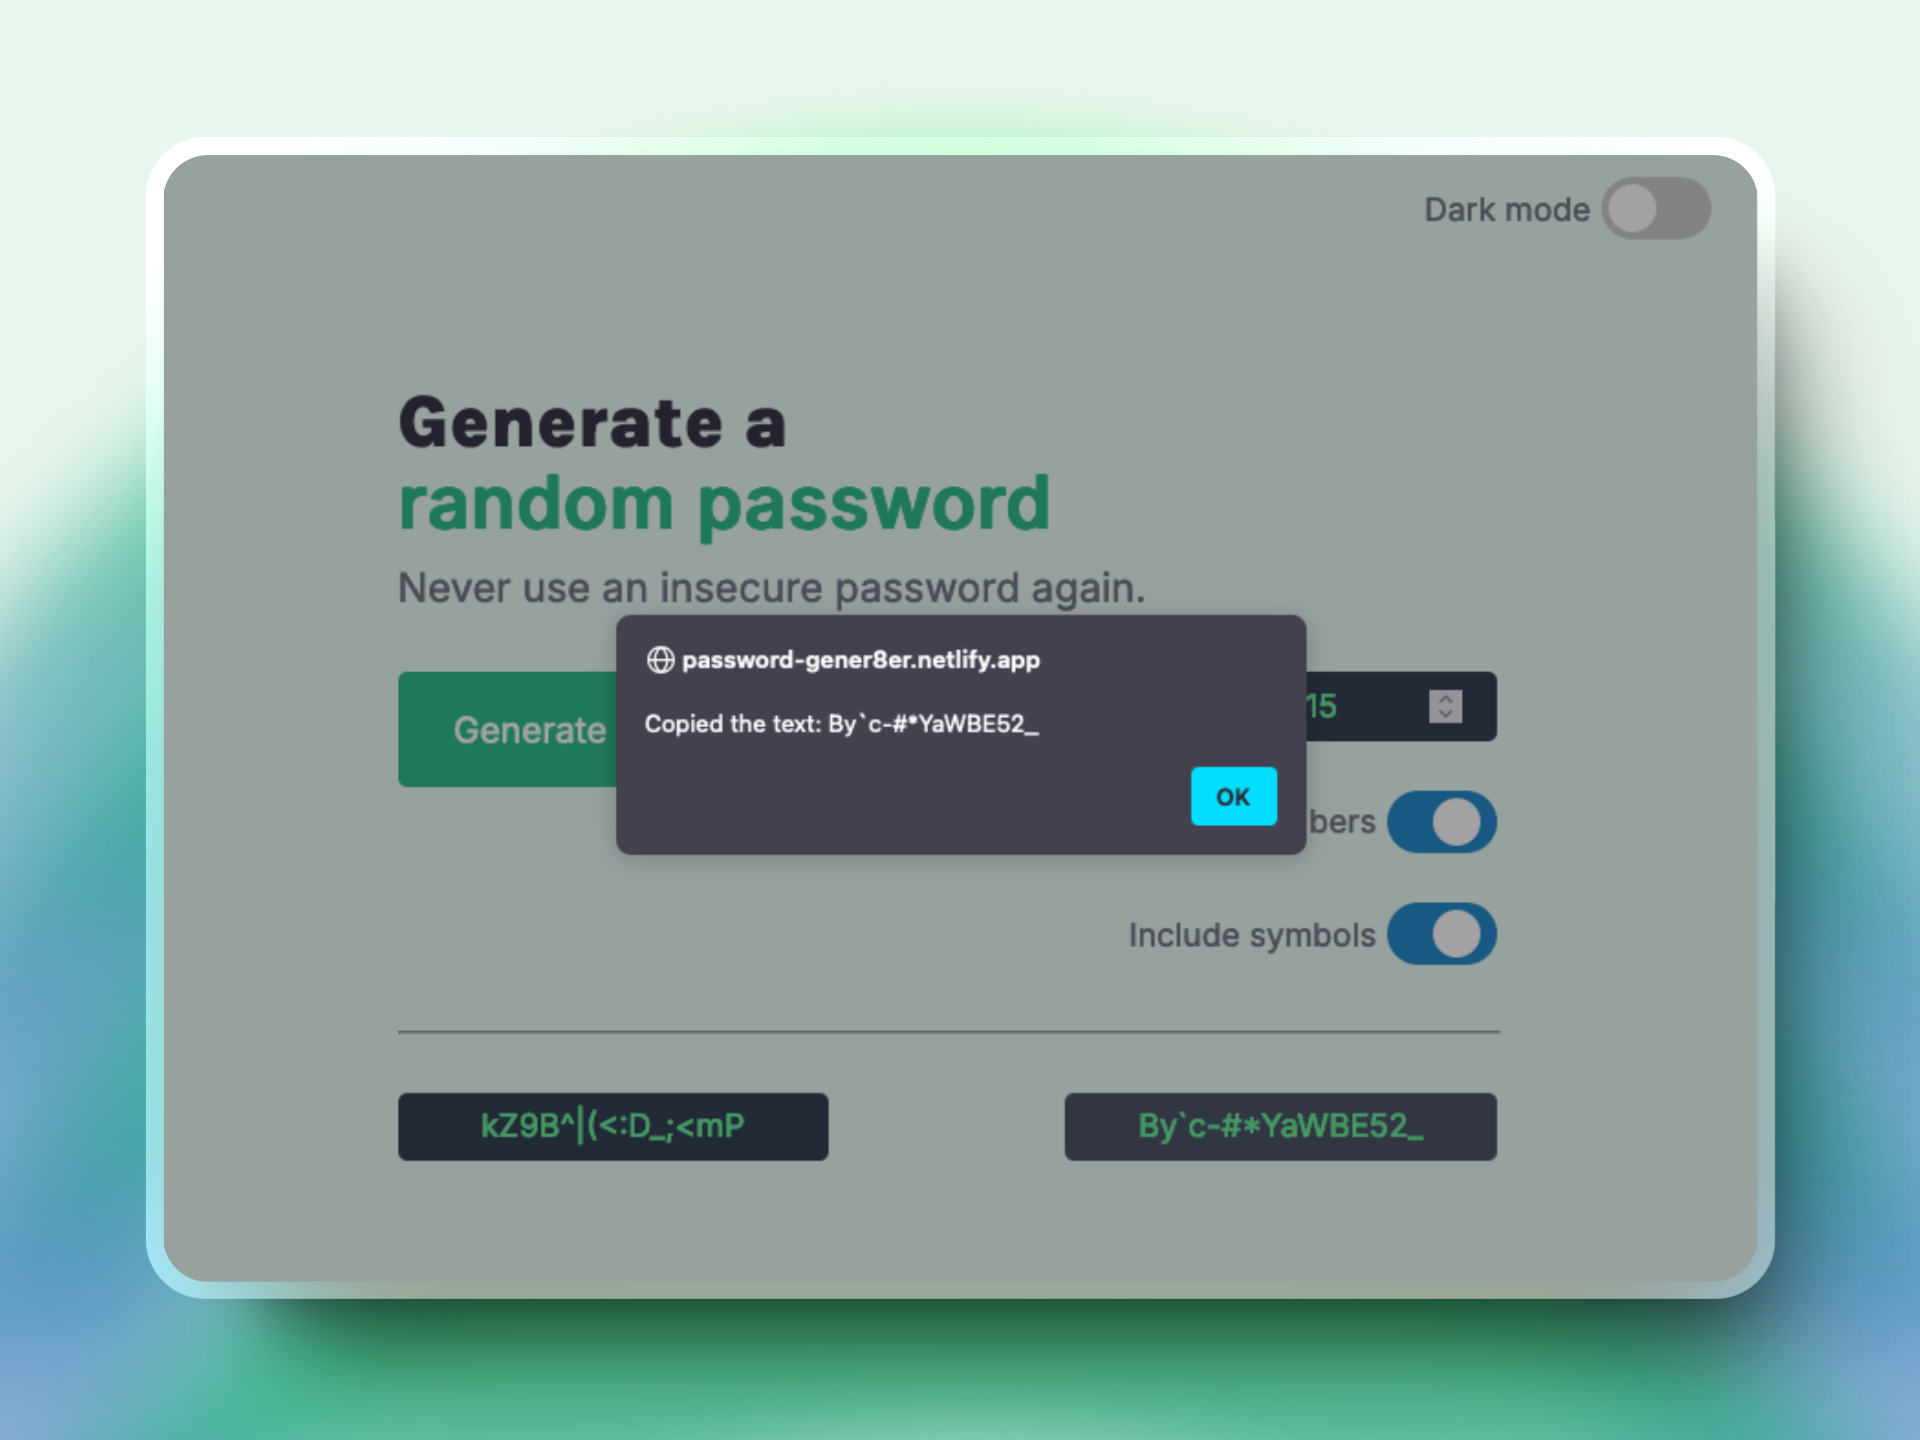 Dark mode
Generate a
random password
Never use an insecure password again.
password-gener8er.netlify.app
Generate
15
Copied the text: By`c-#*YaWBE52_
OK
bers
Include symbols
kZ9B^|(<:D_;<mP
By`c-#*YaWBE52_